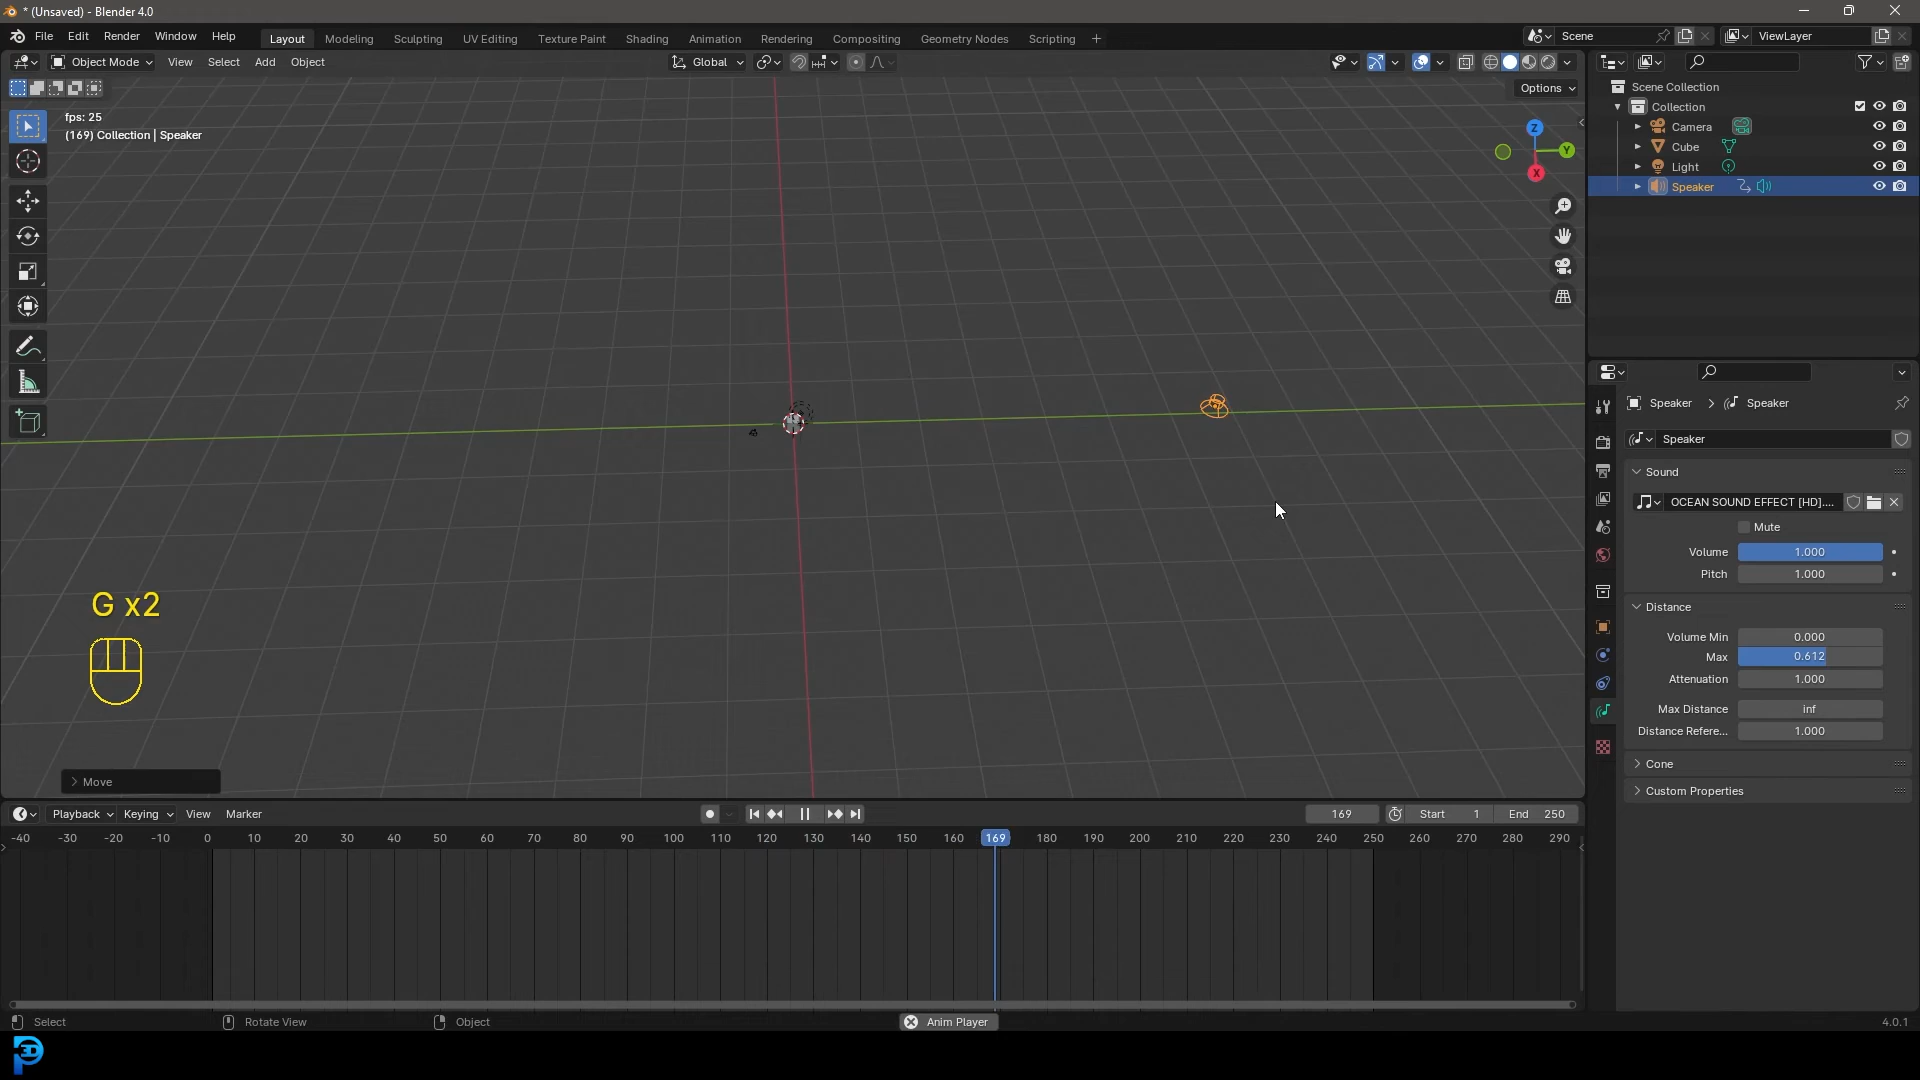 * (Unsaved) - Blender 4.0
File Edit Render Window Help Layout Modeling Sculpting UV Editing Texture Paint Shading Animation Rendering Compositing Geometry Nodes Scripting + Scene ViewLayer
Object Mode View Select Add Object Global
Options
fps: 25
(169) Collection | Speaker
Z
Y
X
Scene Collection
Collection
Camera
Cube
Light
Speaker
Speaker > Speaker
Speaker
Sound
OCEAN SOUND EFFECT [HD]....
Mute
Volume 1.000
Pitch 1.000
Distance
Volume Min 0.000
Max 0.612
Attenuation 1.000
Max Distance inf
Distance Refere... 1.000
Cone
Custom Properties
G x2
> Move
Playback Keying View Marker 169 Start 1 End 250
-40 -30 -20 -10 0 10 20 30 40 50 60 70 80 90 100 110 120 130 140 150 160 169 180 190 200 210 220 230 240 250 260 270 280 290
Select Rotate View Object Anim Player 4.0.1
P3D